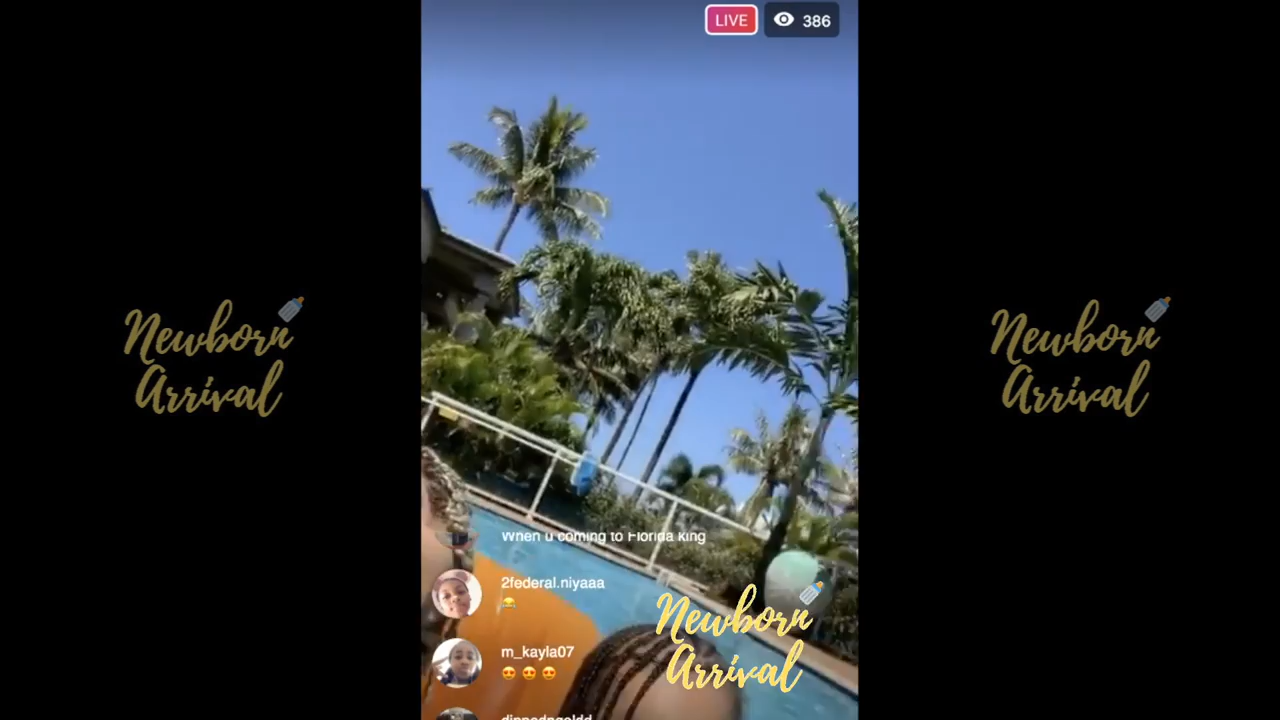 LIVE 386
Newborn
Arrival
Newborn
Arrival
When u coming to Florida king
2federal.niyaaa
m_kayla07
Newborn
Arrival